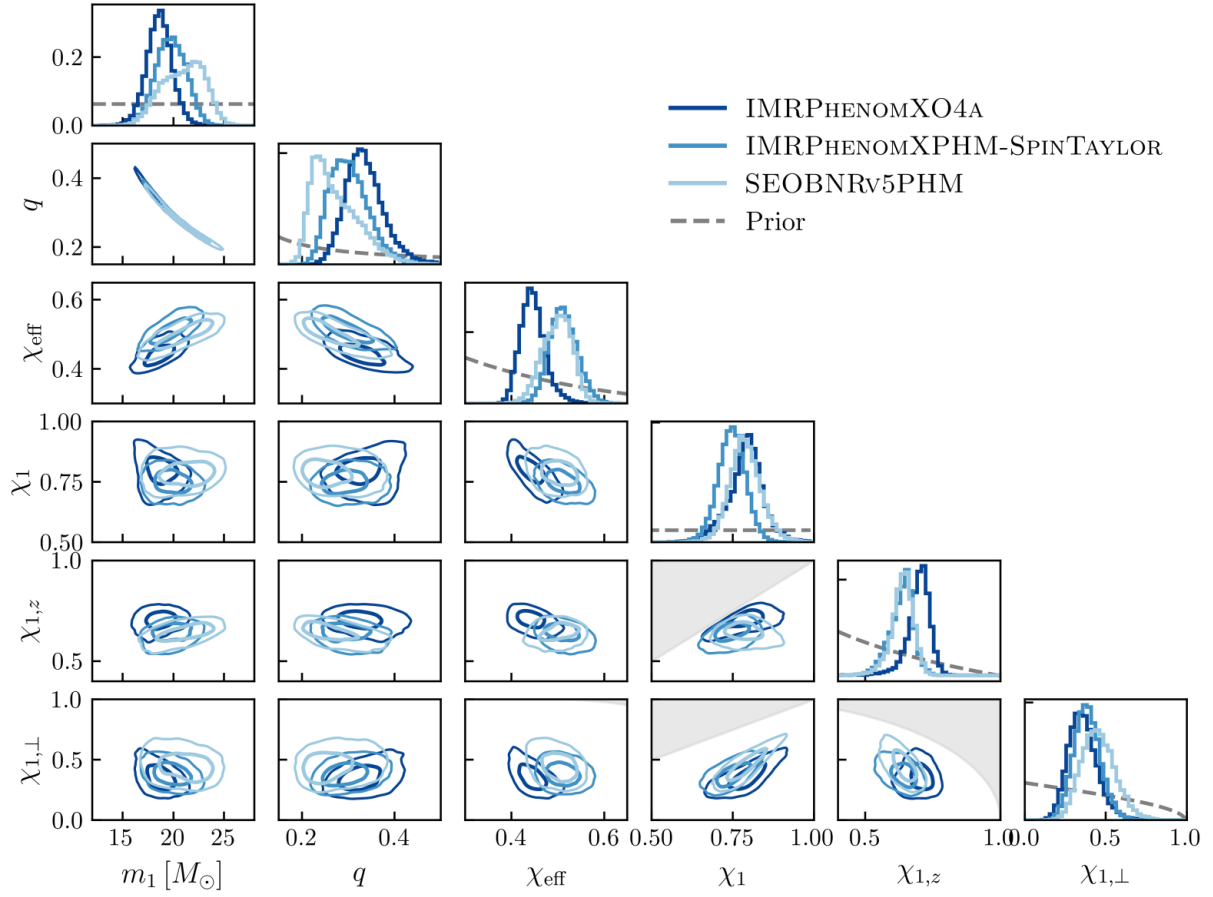 0.2
0.0
q
0.4
0.2
χeff
0.6
0.4
χ1
1.00
0.75
0.50
χ1,z
1.0
0.5
χ1,⊥
1.0
0.5
0.0
15 20 25
0.2 0.4
0.4 0.6
0.50 0.75 1.00
0.5 1.0
0.0 0.5 1.0
m1 [M⊙]
q
χeff
χ1
χ1,z
χ1,⊥
IMRPhenomXO4a
IMRPhenomXPHM-SpinTaylor
SEOBNRv5PHM
Prior